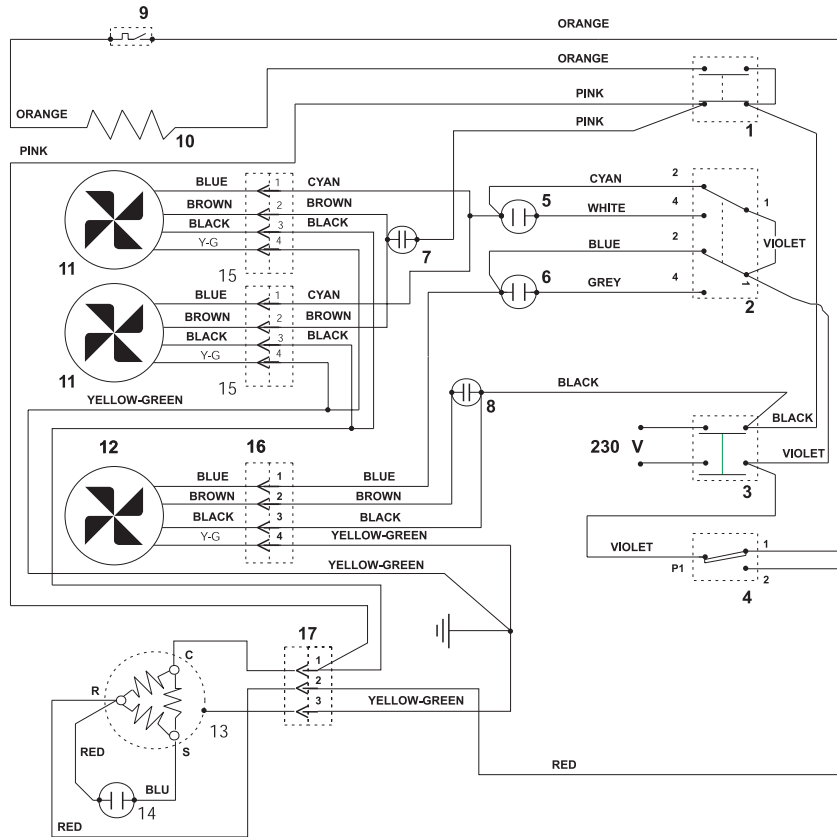 9
ORANGE
ORANGE
PINK
ORANGE
10
PINK
1
PINK
BLUE
1
CYAN
BROWN
2
BROWN
BLACK
3
BLACK
Y-G
4
11
15
7
CYAN
2
5
WHITE
4
1
VIOLET
BLUE
2
6
GREY
4
1
2
BLUE
1
CYAN
BROWN
2
BROWN
BLACK
3
BLACK
Y-G
4
11
15
YELLOW-GREEN
8
BLACK
BLACK
230 V
VIOLET
3
12
16
BLUE
1
BLUE
BROWN
2
BROWN
BLACK
3
BLACK
Y-G
4
YELLOW-GREEN
YELLOW-GREEN
VIOLET
P1
1
2
4
17
C
1
R
2
3
YELLOW-GREEN
13
S
RED
BLU
14
RED
RED